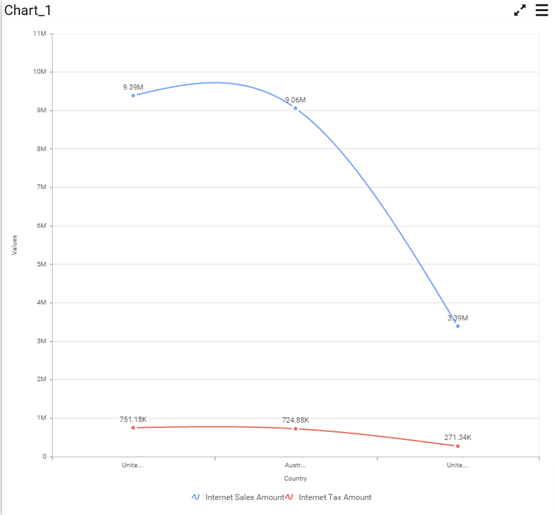 Chart_1
11M
10M
9.39M
9.06M
9M
8M
7M
6M
Values
5M
4M
3.39M
3M
2M
1M
751.18K
724.88K
271.34K
0
Unite...
Austr...
Unite...
Country
Internet Sales Amount
Internet Tax Amount